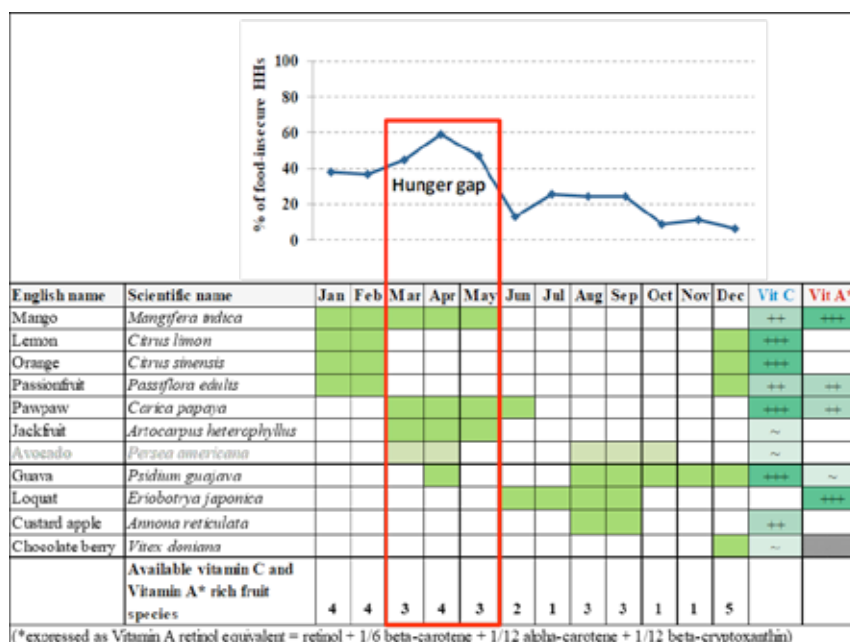 % of food-insecure HHs
100
80
60
40
20
0
Hunger gap
English name Scientific name Jan Feb Mar Apr May Jun Jul Aug Sep Oct Nov Dec Vit C Vit A*
Mango Mangifera indica ++ +++
Lemon Citrus limon +++
Orange Citrus sinensis +++
Passionfruit Passiflora edulis ++ ++
Pawpaw Carica papaya +++ ++
Jackfruit Artocarpus heterophyllus ~
Avocado Persea americana ~
Guava Psidium guajava +++ ~
Loquat Eriobotrya japonica +++
Custard apple Annona reticulata ++
Chocolate berry Vitex doniana ~
Available vitamin C and
Vitamin A* rich fruit
species 4 4 3 4 3 2 1 3 3 1 1 5
(*expressed as Vitamin A retinol equivalent = retinol + 1/6 beta-carotene + 1/12 alpha-carotene + 1/12 beta-cryptoxanthin)